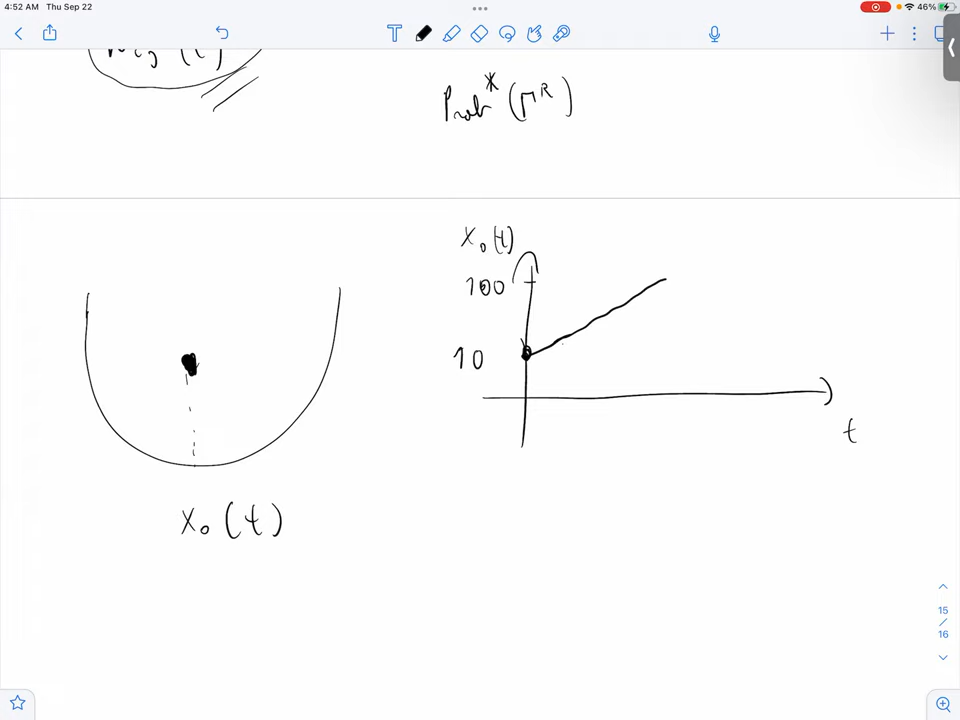 4:52 AM Thu Sep 22
46%
Prob* (M^R)
X₀(t)
100
10
t
X₀(t)
15
/
16